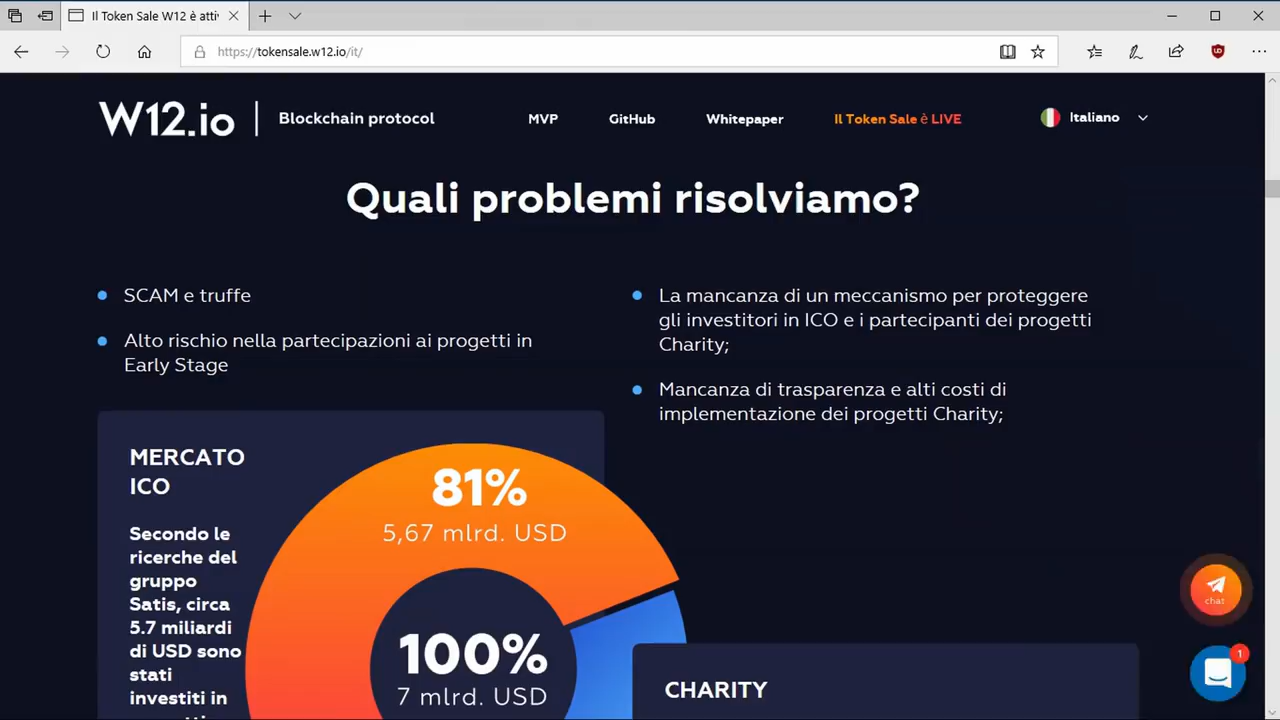 Il Token Sale W12 è atti
https://tokensale.w12.io/it/
W12.io
Blockchain protocol
MVP
GitHub
Whitepaper
Il Token Sale è LIVE
Italiano
Quali problemi risolviamo?
SCAM e truffe
Alto rischio nella partecipazioni ai progetti in
Early Stage
La mancanza di un meccanismo per proteggere
gli investitori in ICO e i partecipanti dei progetti
Charity;
Mancanza di trasparenza e alti costi di
implementazione dei progetti Charity;
MERCATO
ICO
Secondo le
ricerche del
gruppo
Satis, circa
5.7 miliardi
di USD sono
stati
investiti in
81%
5,67 mlrd. USD
100%
7 mlrd. USD
CHARITY
chat
1